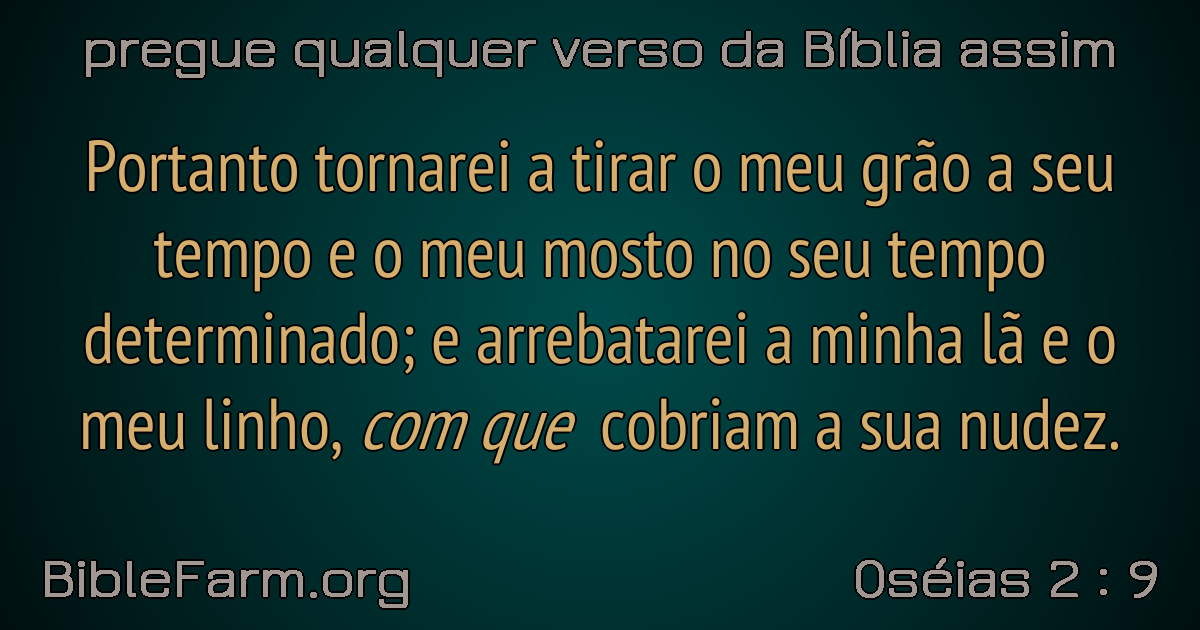 pregue qualquer verso da Bíblia assim
Portanto tornarei a tirar o meu grão a seu
tempo e o meu mosto no seu tempo
determinado; e arrebatarei a minha lã e o
meu linho, com que cobriam a sua nudez.
BibleFarm.org
Oséias 2 : 9